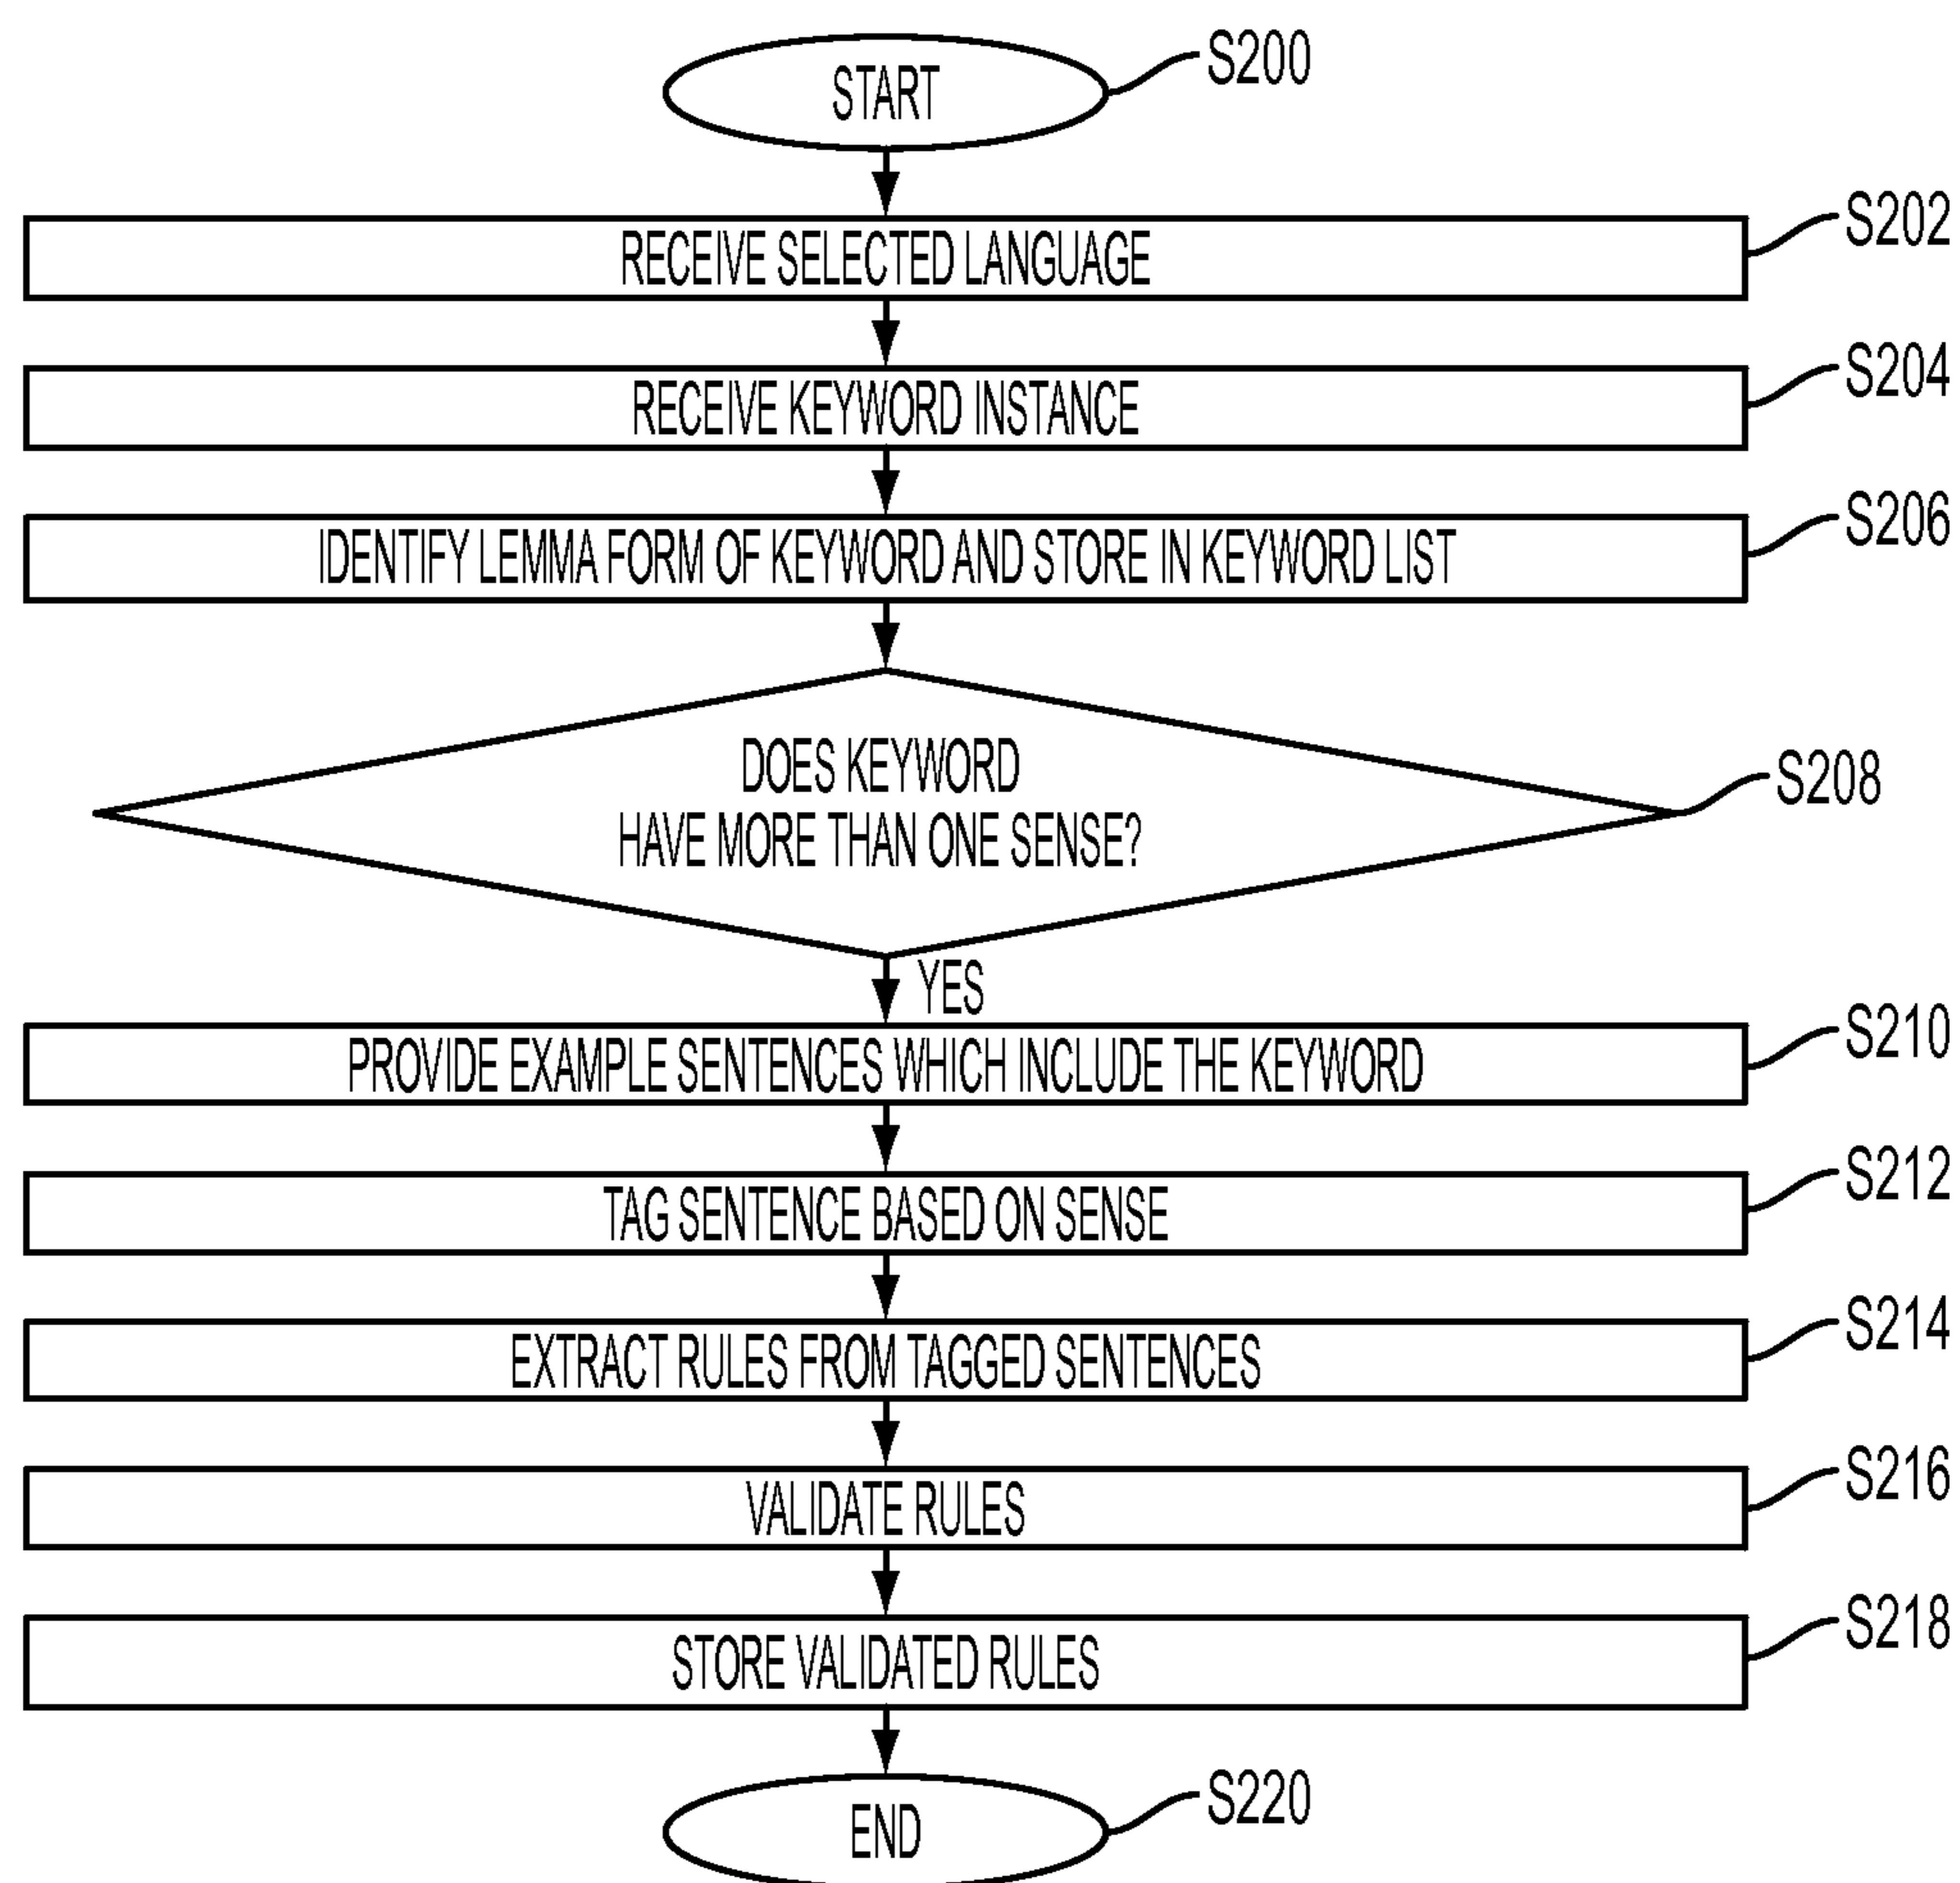 START
S200
RECEIVE SELECTED LANGUAGE
S202
RECEIVE KEYWORD INSTANCE
S204
IDENTIFY LEMMA FORM OF KEYWORD AND STORE IN KEYWORD LIST
S206
DOES KEYWORD
HAVE MORE THAN ONE SENSE?
S208
YES
PROVIDE EXAMPLE SENTENCES WHICH INCLUDE THE KEYWORD
S210
TAG SENTENCE BASED ON SENSE
S212
EXTRACT RULES FROM TAGGED SENTENCES
S214
VALIDATE RULES
S216
STORE VALIDATED RULES
S218
END
S220